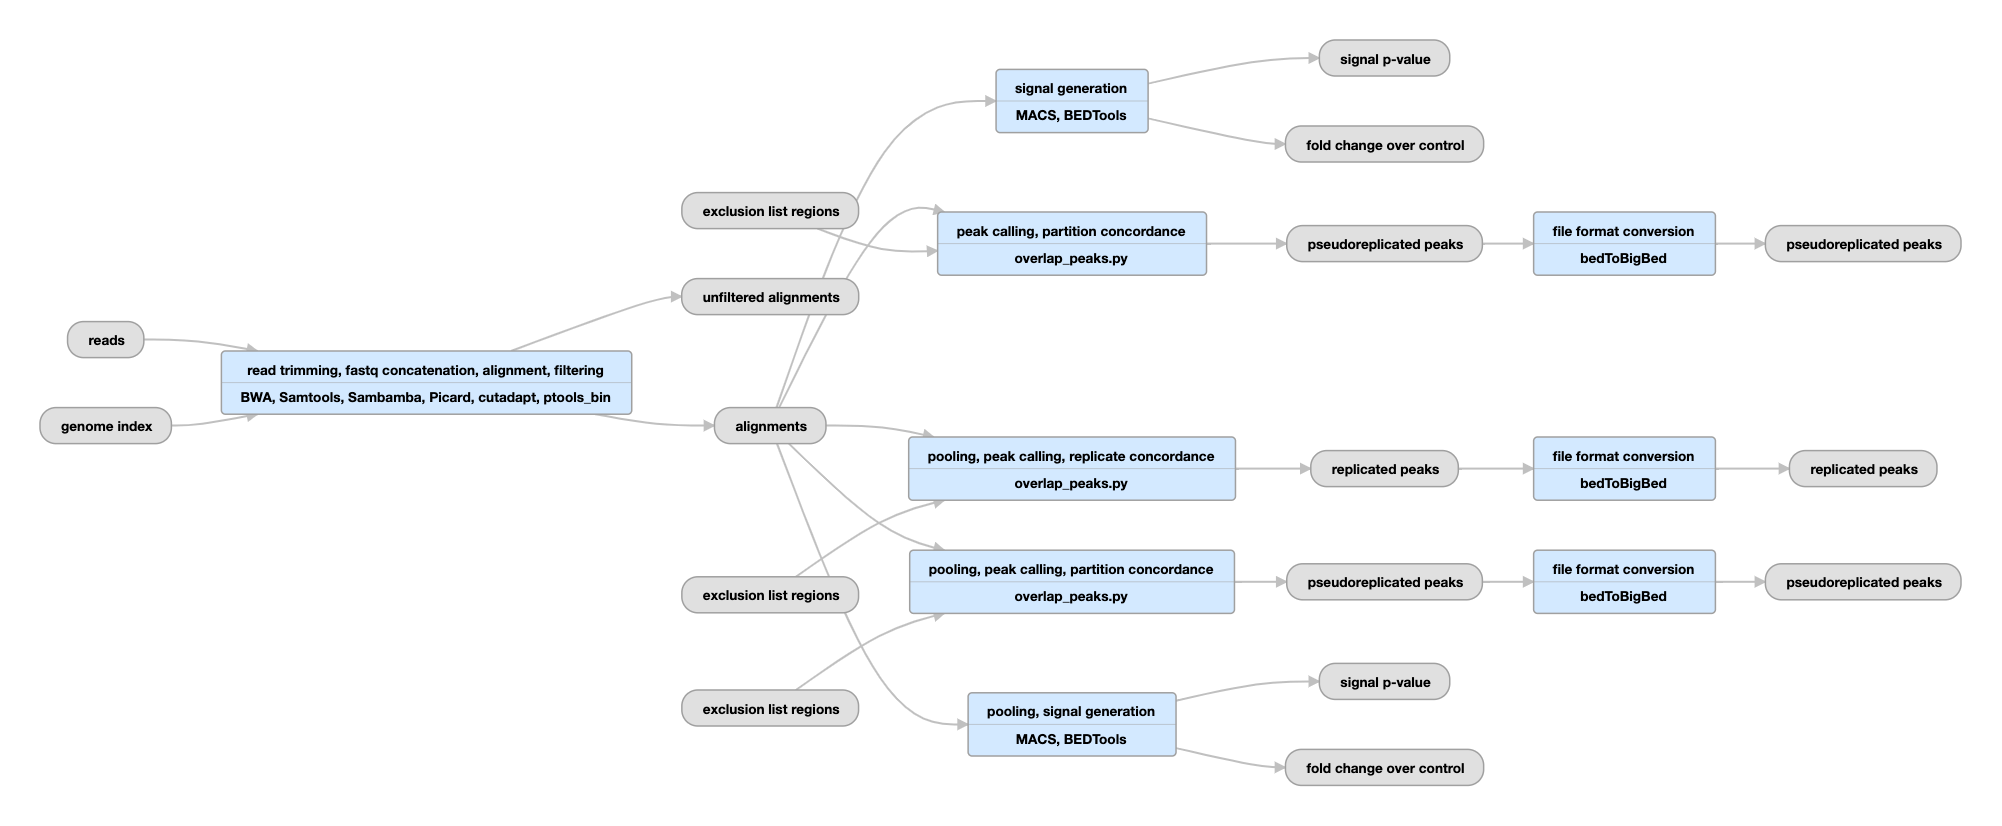 reads
genome index
read trimming, fastq concatenation, alignment, filtering
BWA, Samtools, Sambamba, Picard, cutadapt, ptools_bin
exclusion list regions
unfiltered alignments
alignments
exclusion list regions
exclusion list regions
signal generation
MACS, BEDTools
signal p-value
fold change over control
peak calling, partition concordance
overlap_peaks.py
pseudoreplicated peaks
file format conversion
bedToBigBed
pseudoreplicated peaks
pooling, peak calling, replicate concordance
overlap_peaks.py
replicated peaks
file format conversion
bedToBigBed
replicated peaks
pooling, peak calling, partition concordance
overlap_peaks.py
pseudoreplicated peaks
file format conversion
bedToBigBed
pseudoreplicated peaks
pooling, signal generation
MACS, BEDTools
signal p-value
fold change over control